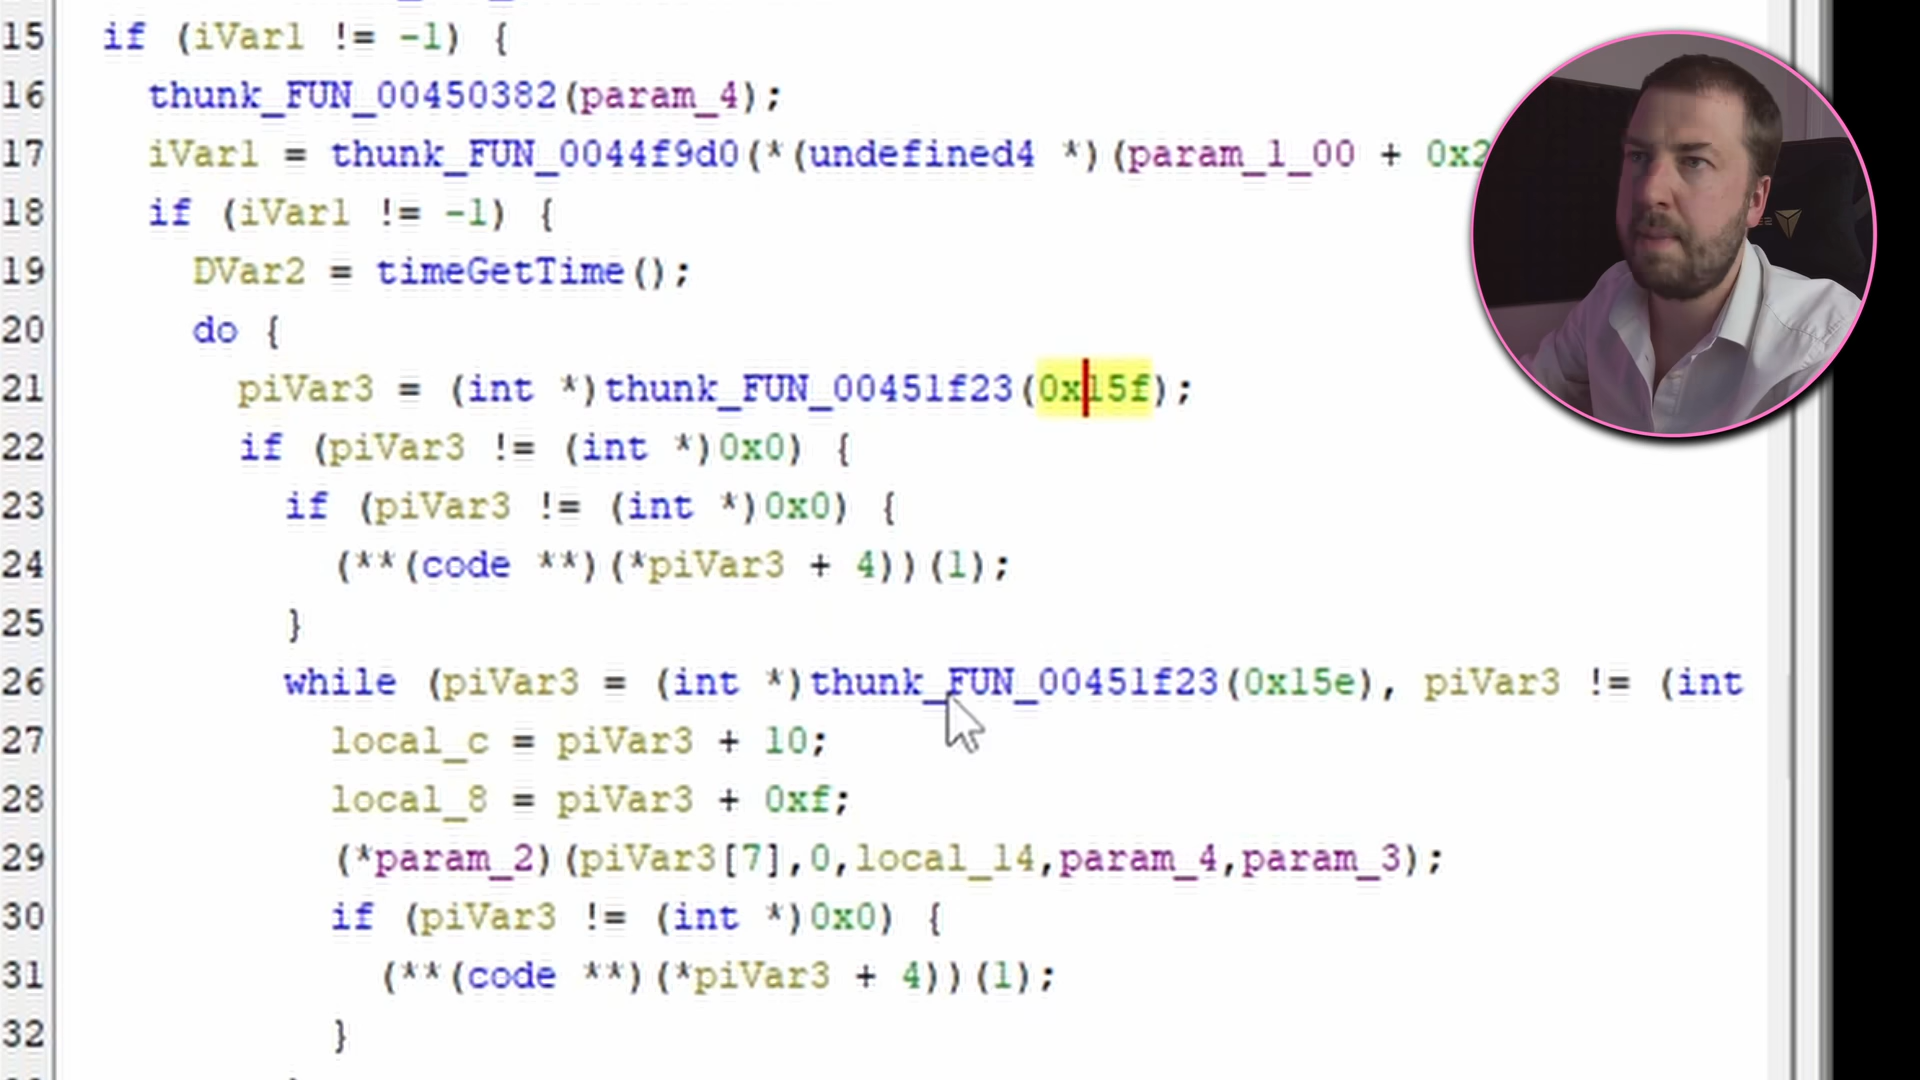 15 if (iVar1 != -1) {
16 thunk_FUN_00450382(param_4);
17 iVar1 = thunk_FUN_0044f9d0(*(undefined4 *)(param_1_00 + 0x2
18 if (iVar1 != -1) {
19 DVar2 = timeGetTime();
20 do {
21 piVar3 = (int *)thunk_FUN_00451f23(0x15f);
22 if (piVar3 != (int *)0x0) {
23 if (piVar3 != (int *)0x0) {
24 (**(code **)(*piVar3 + 4))(1);
25 }
26 while (piVar3 = (int *)thunk_FUN_00451f23(0x15e), piVar3 != (int
27 local_c = piVar3 + 10;
28 local_8 = piVar3 + 0xf;
29 (*param_2)(piVar3[7],0,local_14,param_4,param_3);
30 if (piVar3 != (int *)0x0) {
31 (**(code **)(*piVar3 + 4))(1);
32 }